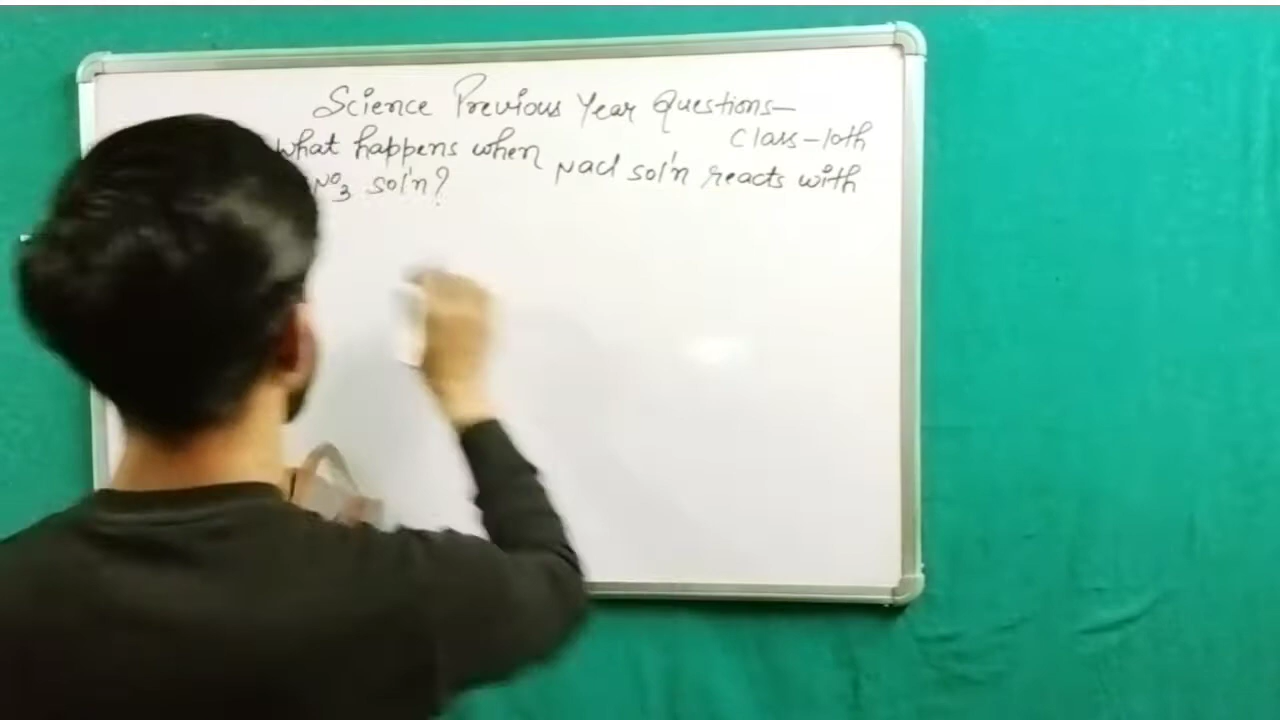 Science Previous Year Questions—
Class-10th
What happens when Nacl sol'n reacts with
NO3 sol'n?